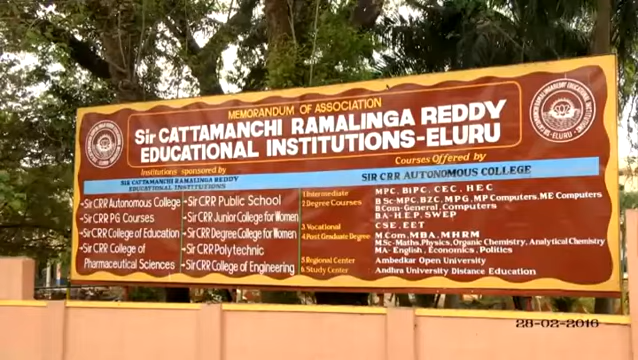 MEMORANDUM OF ASSOCIATION
Sir CATTAMANCHI RAMALINGA REDDY
EDUCATIONAL INSTITUTIONS-ELURU
Institutions sponsored by
SIR CATTAMANCHI RAMALINGA REDDY
EDUCATIONAL INSTITUTIONS
Sir CRR Autonomous College
Sir CRR PG Courses
Sir CRR College of Education
Sir CRR College of
Pharmaceutical Sciences
Sir CRR Public School
Sir CRR Junior College for Women
Sir CRR Degree College for Women
Sir CRR Polytechnic
Sir CRR College of Engineering
Courses Offered by
SIR CRR AUTONOMOUS COLLEGE
1.Intermediate MPC, BiPC, CEC, HEC
2.Degree Courses B Sc-MPC, BZC, MPG, MP Computers, ME Computers
BCom-General, Computers
BA-H.E.P, SWEP
3 Vocational CSE, EET
4.Post Graduate Degree M.Com, MBA, MHRM
M.Sc-Maths, Physics, Organic Chemistry, Analytical Chemistry
MA-English, Economics, Politics
5 Regional Center Ambedkar Open University
6 Study Center Andhra University Distance Education
28-02-2016